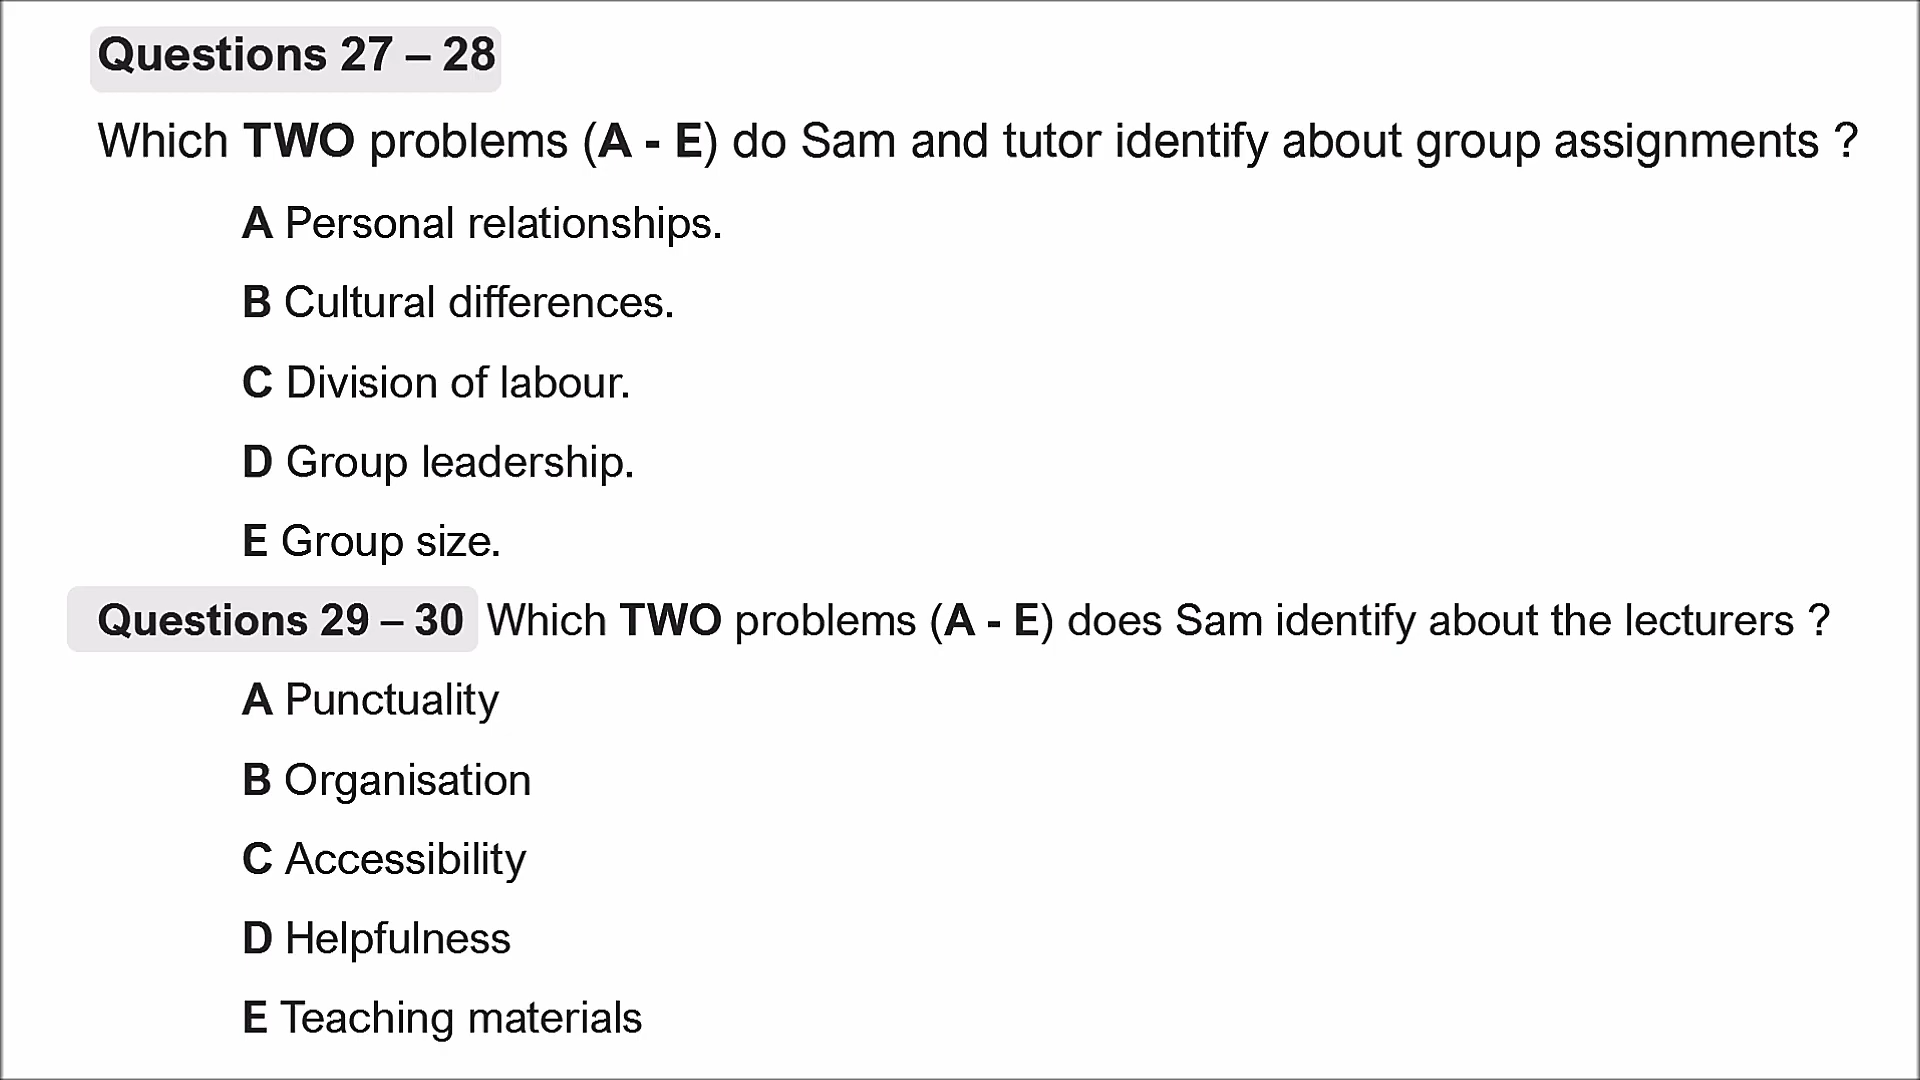 Questions 27 – 28
Which TWO problems (A - E) do Sam and tutor identify about group assignments ?
A Personal relationships.
B Cultural differences.
C Division of labour.
D Group leadership.
E Group size.
Questions 29 – 30 Which TWO problems (A - E) does Sam identify about the lecturers ?
A Punctuality
B Organisation
C Accessibility
D Helpfulness
E Teaching materials